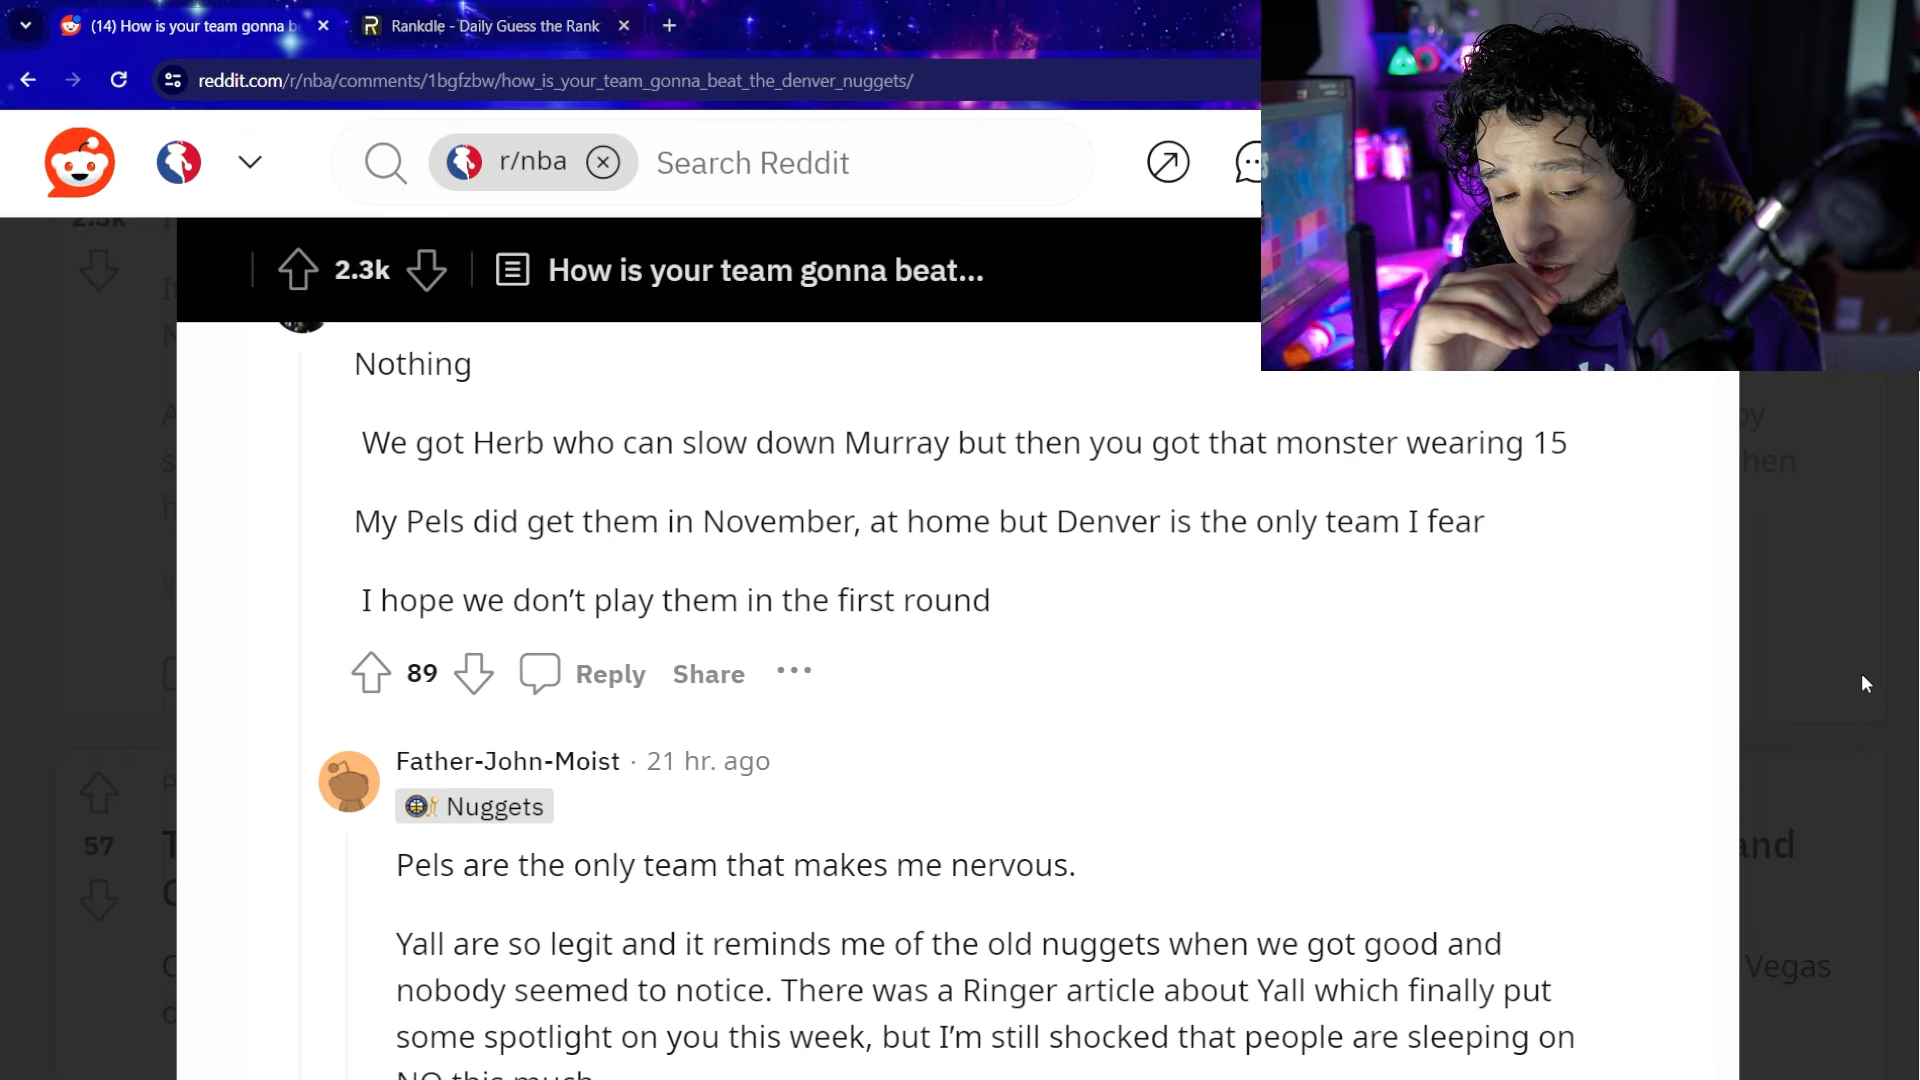 (14) How is your team gonna b
Rankdle - Daily Guess the Rank
reddit.com/r/nba/comments/1bgfzbw/how_is_your_team_gonna_beat_the_denver_nuggets/
r/nba
Search Reddit
2.3k
How is your team gonna beat...
Nothing
We got Herb who can slow down Murray but then you got that monster wearing 15
My Pels did get them in November, at home but Denver is the only team I fear
I hope we don't play them in the first round
89 Reply Share
Father-John-Moist · 21 hr. ago
Nuggets
57
Pels are the only team that makes me nervous.
Yall are so legit and it reminds me of the old nuggets when we got good and
nobody seemed to notice. There was a Ringer article about Yall which finally put
some spotlight on you this week, but I'm still shocked that people are sleeping on
NO this much
Vegas